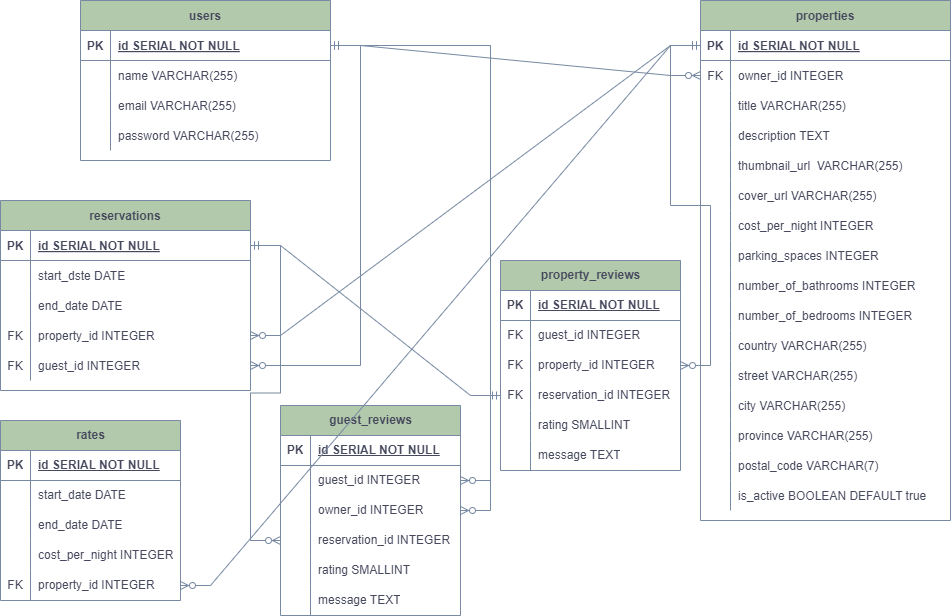 users
PK id SERIAL NOT NULL
name VARCHAR(255)
email VARCHAR(255)
password VARCHAR(255)
properties
PK id SERIAL NOT NULL
FK owner_id INTEGER
title VARCHAR(255)
description TEXT
thumbnail_url VARCHAR(255)
cover_url VARCHAR(255)
cost_per_night INTEGER
parking_spaces INTEGER
number_of_bathrooms INTEGER
number_of_bedrooms INTEGER
country VARCHAR(255)
street VARCHAR(255)
city VARCHAR(255)
province VARCHAR(255)
postal_code VARCHAR(7)
is_active BOOLEAN DEFAULT true
reservations
PK id SERIAL NOT NULL
start_dste DATE
end_date DATE
FK property_id INTEGER
FK guest_id INTEGER
property_reviews
PK id SERIAL NOT NULL
FK guest_id INTEGER
FK property_id INTEGER
FK reservation_id INTEGER
rating SMALLINT
message TEXT
rates
PK id SERIAL NOT NULL
start_date DATE
end_date DATE
cost_per_night INTEGER
FK property_id INTEGER
guest_reviews
PK id SERIAL NOT NULL
guest_id INTEGER
owner_id INTEGER
reservation_id INTEGER
rating SMALLINT
message TEXT